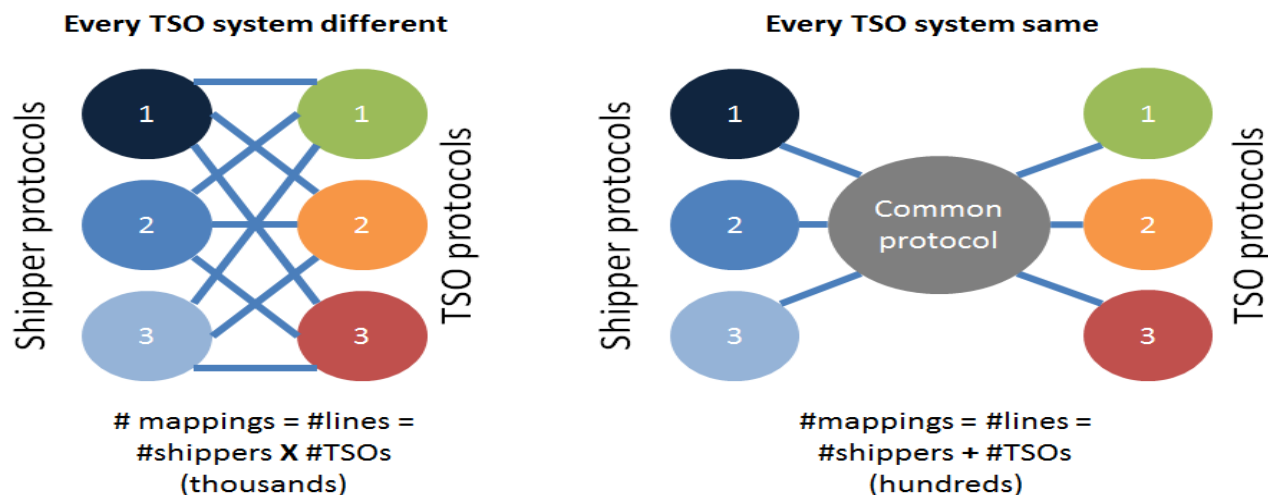 Every TSO system different
Shipper protocols
1
2
3
1
2
3
TSO protocols
# mappings = #lines =
#shippers X #TSOs
(thousands)
Every TSO system same
Shipper protocols
1
2
3
Common
protocol
1
2
3
TSO protocols
#mappings = #lines =
#shippers + #TSOs
(hundreds)